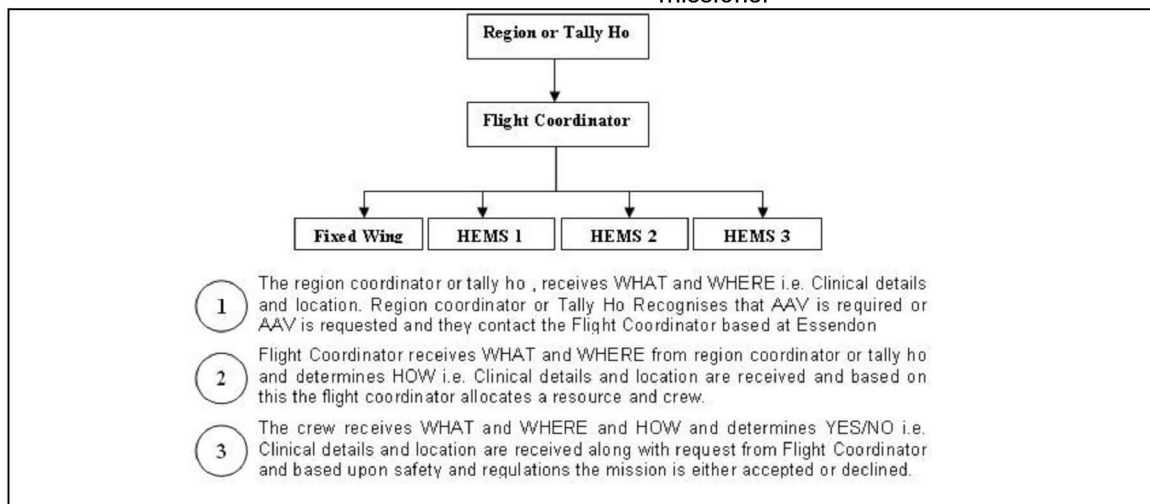 missions.
Region or Tally Ho
Flight Coordinator
Fixed Wing
HEMS 1
HEMS 2
HEMS 3
1
The region coordinator or tally ho , receives WHAT and WHERE i.e. Clinical details
and location. Region coordinator or Tally Ho Recognises that AAV is required or
AAV is requested and they contact the Flight Coordinator based at Essendon
2
Flight Coordinator receives WHAT and WHERE from region coordinator or tally ho
and determines HOW i.e. Clinical details and location are received and based on
this the flight coordinator allocates a resource and crew.
3
The crew receives WHAT and WHERE and HOW and determines YES/NO i.e.
Clinical details and location are received along with request from Flight Coordinator
and based upon safety and regulations the mission is either accepted or declined.